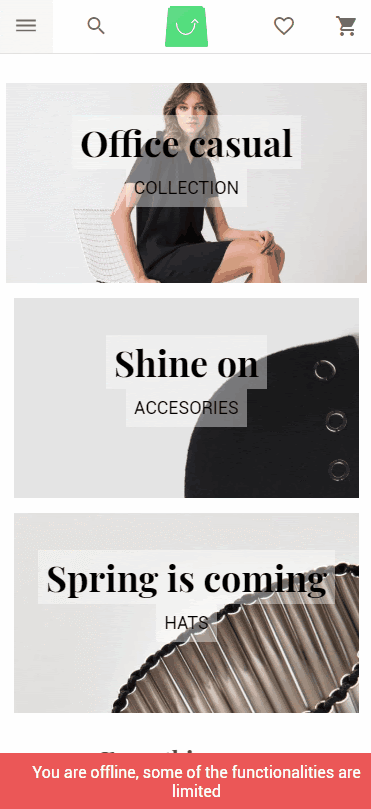 Office casual
COLLECTION
Shine on
ACCESORIES
Spring is coming
HATS
You are offline, some of the functionalities are
limited